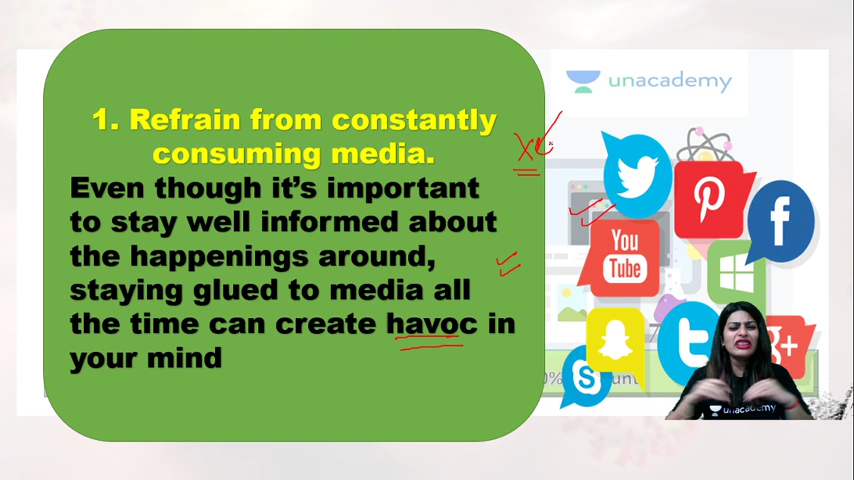 1. Refrain from constantly
consuming media.
Even though it's important
to stay well informed about
the happenings around,
staying glued to media all
the time can create havoc in
your mind
unacademy
You
Tube
g+
unacademy